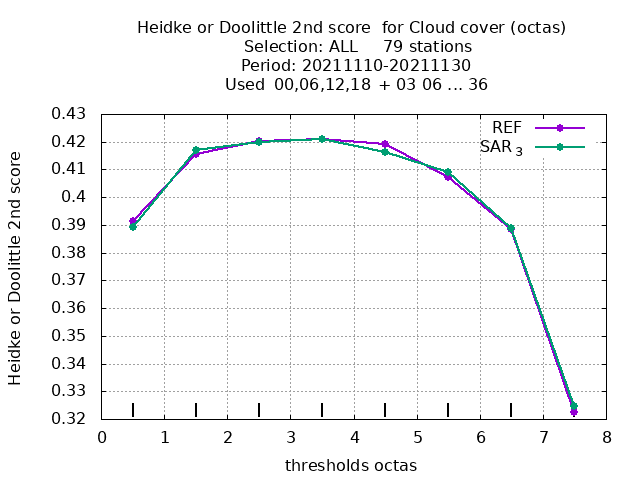 Heidke or Doolittle 2nd score for Cloud cover (octas)
Selection: ALL 79 stations
Period: 20211110-20211130
Used 00,06,12,18 + 03 06 ... 36
Heidke or Doolittle 2nd score
0.43
0.42
0.41
0.4
0.39
0.38
0.37
0.36
0.35
0.34
0.33
0.32
REF
SAR 3
0 1 2 3 4 5 6 7 8
thresholds octas